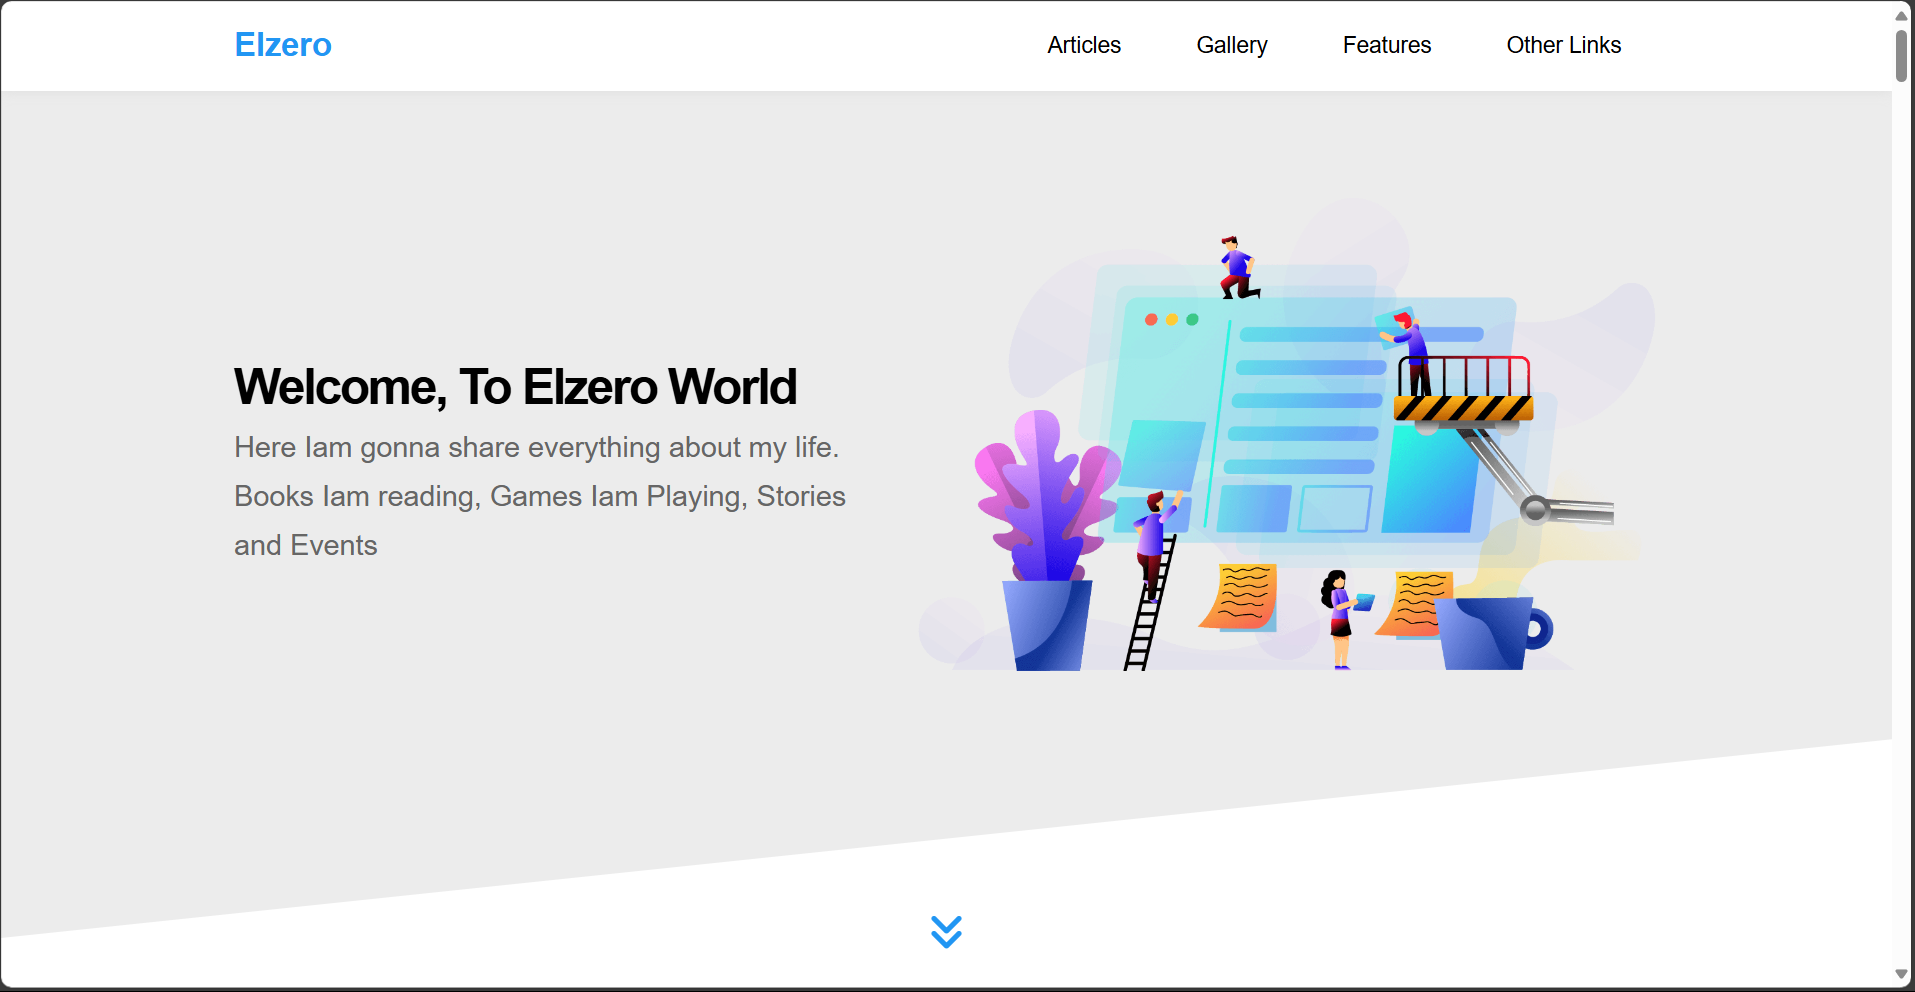 Elzero
Articles
Gallery
Features
Other Links
Welcome, To Elzero World
Here Iam gonna share everything about my life.
Books Iam reading, Games Iam Playing, Stories
and Events